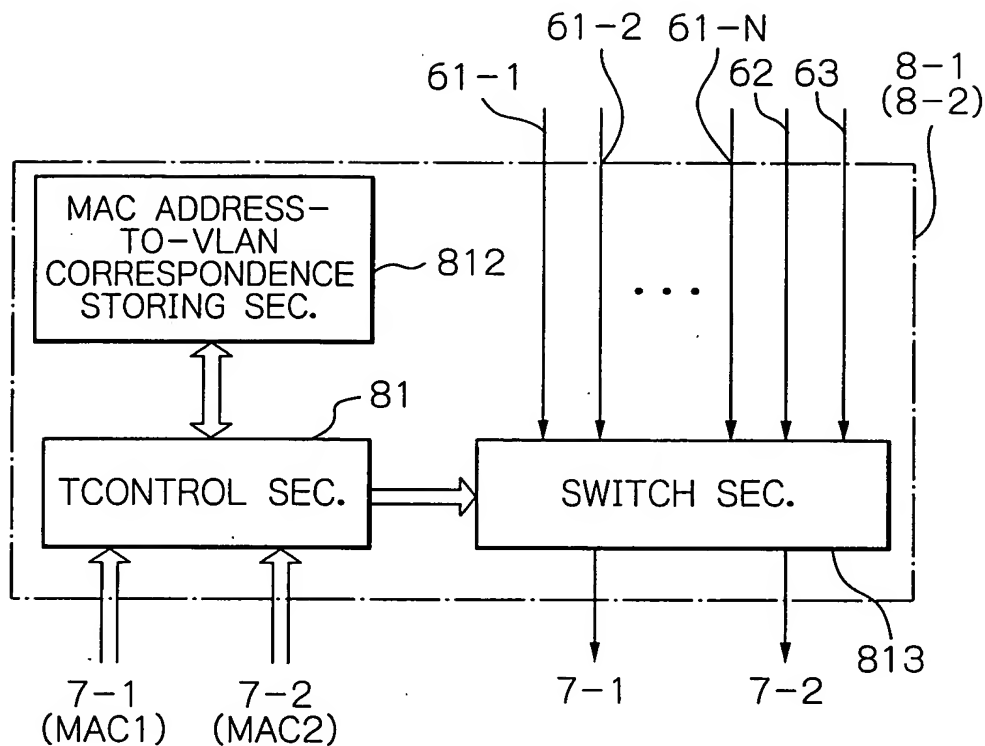 61-2
61-N
61-1
62
63
8-1
(8-2)
MAC ADDRESS-
TO-VLAN
CORRESPONDENCE
STORING SEC.
812
81
TCONTROL SEC.
SWITCH SEC.
813
7-1
(MAC1)
7-2
(MAC2)
7-1
7-2